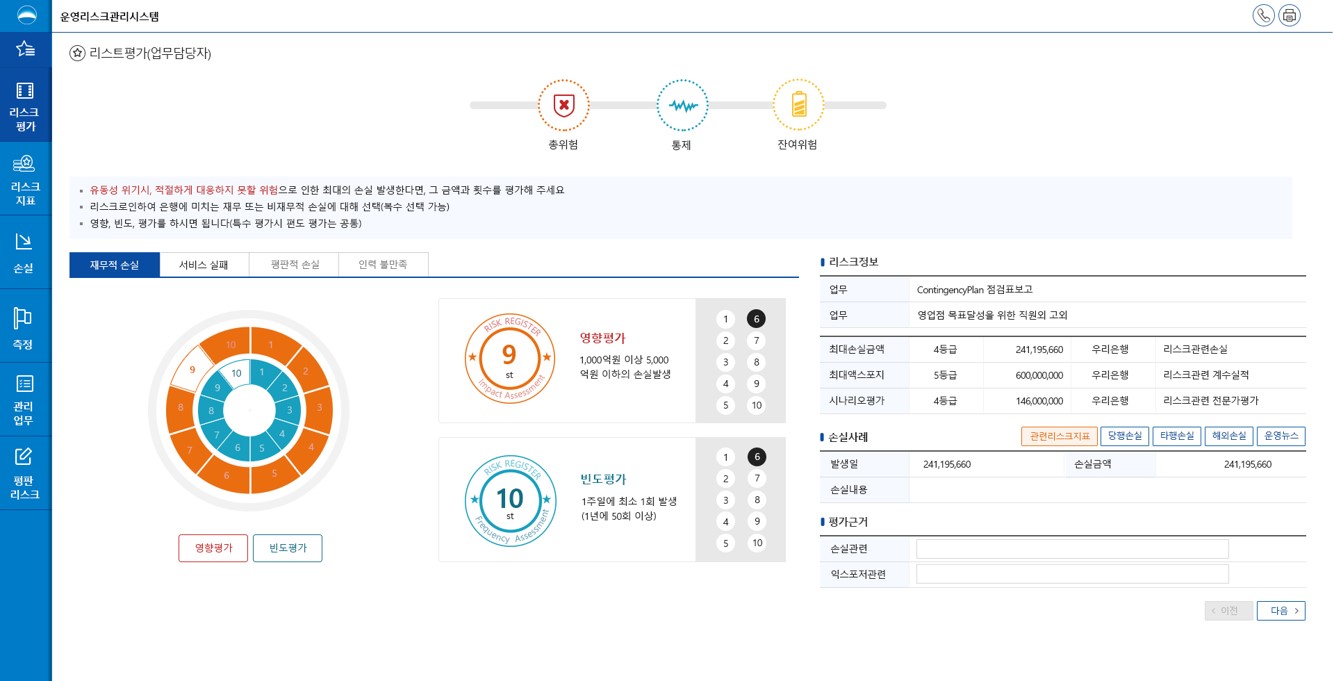 운영리스크관리시스템
리스크
평가
리스크
지표
손실
측정
관리
업무
평판
리스크
리스트평가(업무담당자)
총위험
통제
잔여위험
유동성 위기시, 적절하게 대응하지 못할 위험으로 인한 최대의 손실 발생한다면, 그 금액과 횟수를 평가해 주세요
리스크로인하여 은행에 미치는 재무 또는 비재무적 손실에 대해 선택(복수 선택 가능)
영향, 빈도, 평가를 하시면 됩니다(특수 평가시 편도 평가는 공통)
재무적 손실 서비스 실패 평판적 손실 인력 불만족
1 2 3 4 5 6 7 8 9 10
1 2 3 4 5 6 7 8 9 10
영향평가 빈도평가
RISK REGISTER
9
st
Impact Assessment
영향평가
1,000억원 이상 5,000
억원 이하의 손실발생
1 6
2 7
3 8
4 9
5 10
RISK REGISTER
10
st
Frequency Assessment
빈도평가
1주일에 최소 1회 발생
(1년에 50회 이상)
1 6
2 7
3 8
4 9
5 10
리스크정보
업무 ContingencyPlan 점검표보고
업무 영업점 목표달성을 위한 직원외 고외
최대손실금액 4등급 241,195,660 우리은행 리스크관련손실
최대액스포지 5등급 600,000,000 우리은행 리스크관련 계수실적
시나리오평가 4등급 146,000,000 우리은행 리스크관련 전문가평가
손실사례 관련리스크지표 당행손실 타행손실 해외손실 운영뉴스
발생일 241,195,660 손실금액 241,195,660
손실내용
평가근거
손실관련
익스포저관련
< 이전 다음 >